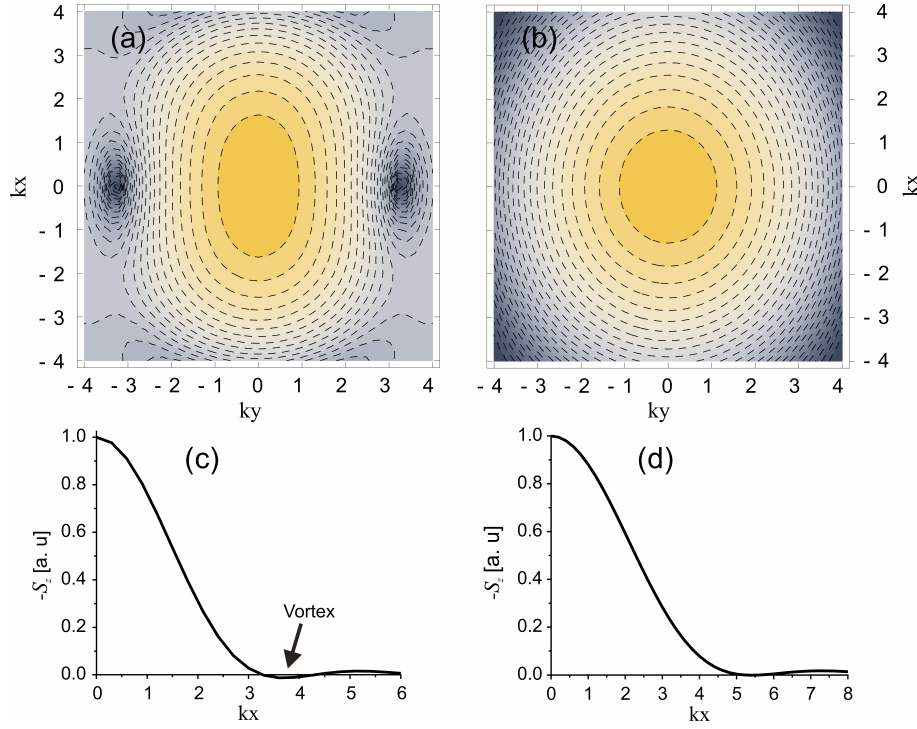 (a)
4
3
2
1
0
- 1
- 2
- 3
- 4
kx
- 4 - 3 - 2 - 1 0 1 2 3 4
ky
(b)
4
3
2
1
0
- 1
- 2
- 3
- 4
kx
- 4 - 3 - 2 - 1 0 1 2 3 4
ky
(c)
1.0
0.8
0.6
0.4
0.2
0.0
-Sz [a. u]
Vortex
0 1 2 3 4 5 6
kx
(d)
1.0
0.8
0.6
0.4
0.2
0.0
-Sz [a. u]
0 1 2 3 4 5 6 7 8
kx